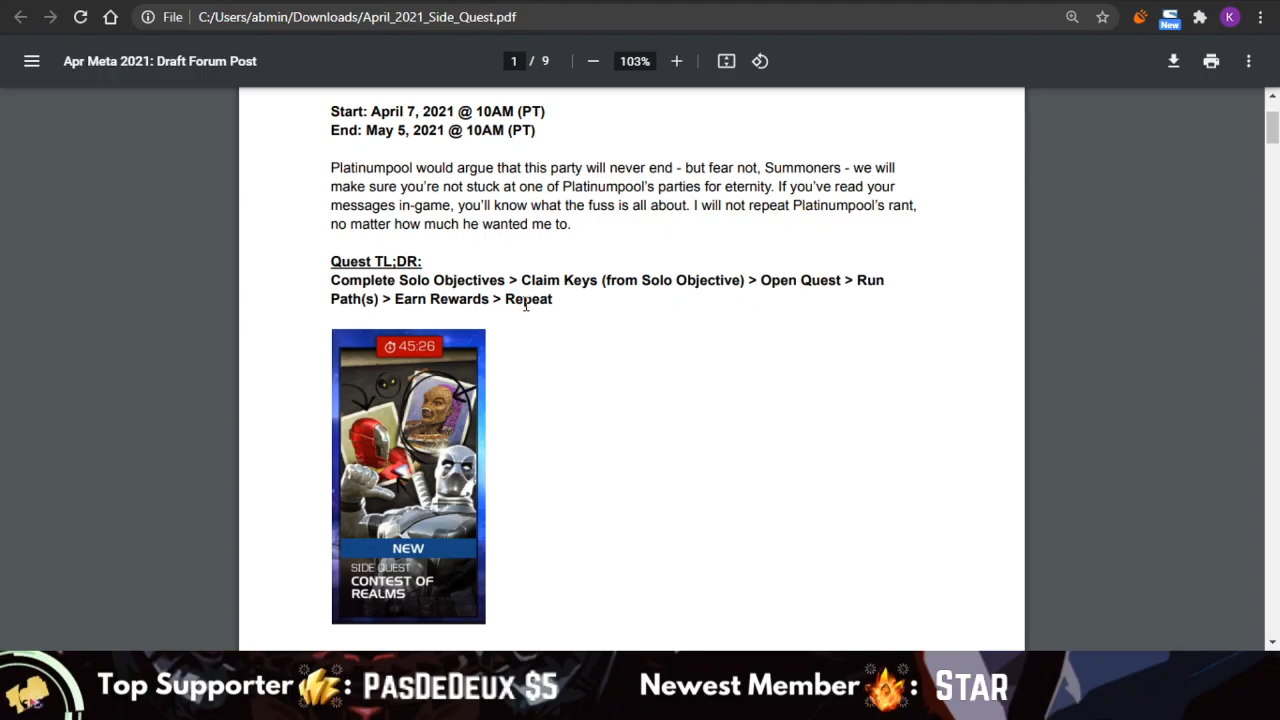 File
C:/Users/abmin/Downloads/April_2021_Side_Quest.pdf
New
K
Apr Meta 2021: Draft Forum Post
1 / 9
103%
Start: April 7, 2021 @ 10AM (PT)
End: May 5, 2021 @ 10AM (PT)
Platinumpool would argue that this party will never end - but fear not, Summoners - we will
make sure you're not stuck at one of Platinumpool's parties for eternity. If you've read your
messages in-game, you'll know what the fuss is all about. I will not repeat Platinumpool's rant,
no matter how much he wanted me to.
Quest TL;DR:
Complete Solo Objectives > Claim Keys (from Solo Objective) > Open Quest > Run
Path(s) > Earn Rewards > Repeat
45:26
NEW
SIDE QUEST
CONTEST OF
REALMS
Top Supporter : PasDeDeux $5
Newest Member : Star